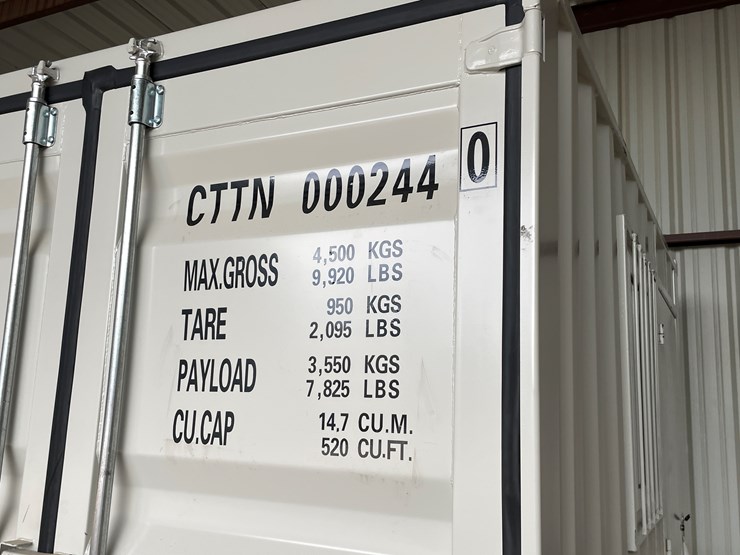 CTTN 000244 0
MAX.GROSS 4,500 KGS
9,920 LBS
TARE 950 KGS
2,095 LBS
PAYLOAD 3,550 KGS
7,825 LBS
CU.CAP 14,7 CU.M.
520 CU.FT.